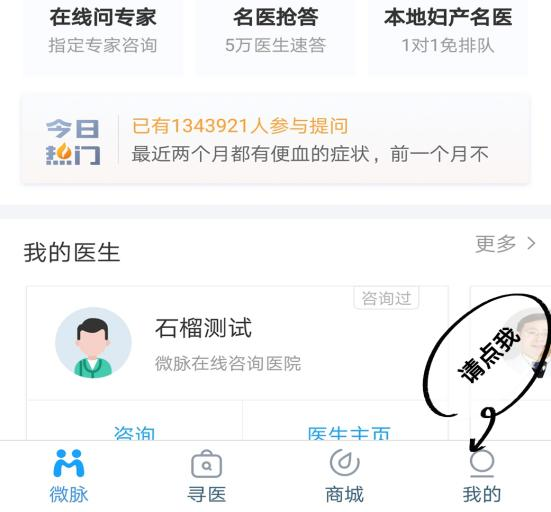 在线问专家
名医抢答
本地妇产名医
指定专家咨询
5万医生速答
1对1免排队
今日
热门
已有1343921人参与提问
最近两个月都有便血的症状，前一个月不
我的医生
更多
咨询过
石榴测试
微脉在线咨询医院
请点我
咨询
医生主页
微脉
寻医
商城
我的